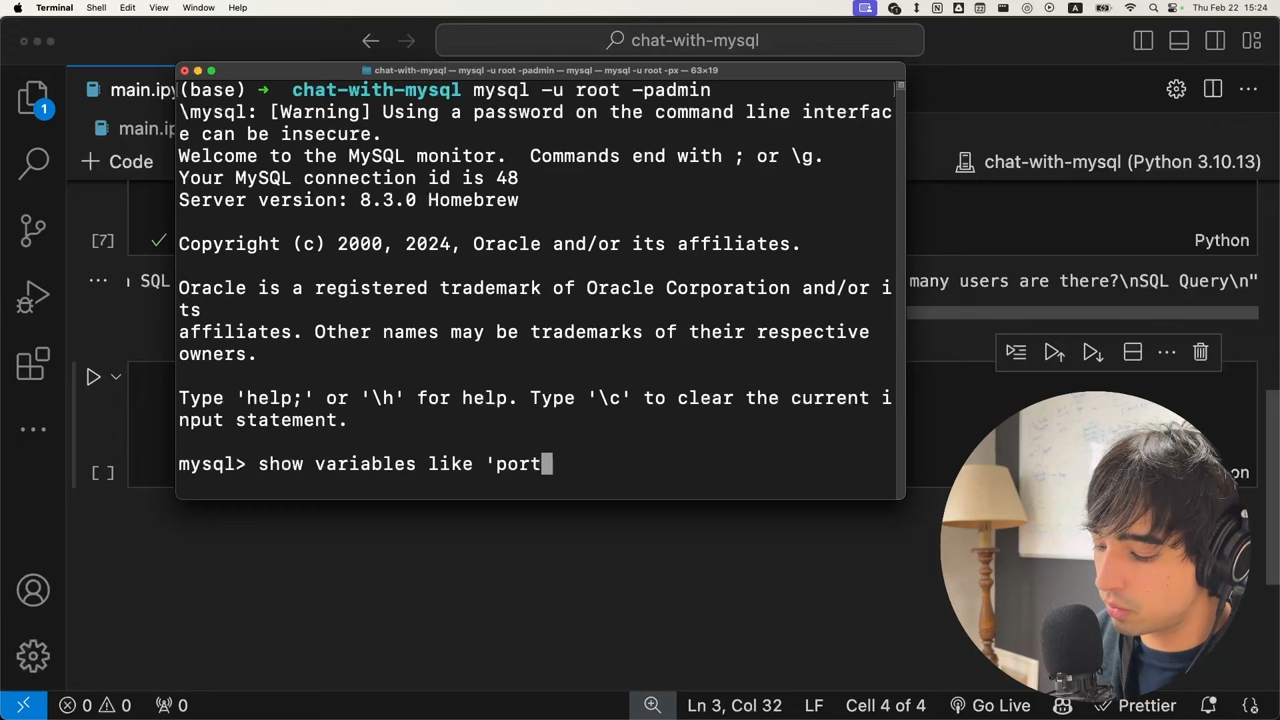 Terminal Shell Edit View Window Help Thu Feb 22 15:24
chat-with-mysql
chat-with-mysql — mysql -u root -padmin — mysql — mysql -u root -px — 63×19
main.ipy
main.ip
1
Code
chat-with-mysql (Python 3.10.13)
(base) → chat-with-mysql mysql -u root -padmin
\mysql: [Warning] Using a password on the command line interfac
e can be insecure.
Welcome to the MySQL monitor. Commands end with ; or \g.
Your MySQL connection id is 48
Server version: 8.3.0 Homebrew
Copyright (c) 2000, 2024, Oracle and/or its affiliates.
Oracle is a registered trademark of Oracle Corporation and/or i
ts
affiliates. Other names may be trademarks of their respective
owners.
Type 'help;' or '\h' for help. Type '\c' to clear the current i
nput statement.
mysql> show variables like 'port
[7]
Python
SQL
many users are there?\nSQL Query\n"
[ ]
on
0 0 0
Ln 3, Col 32 LF Cell 4 of 4 Go Live Prettier